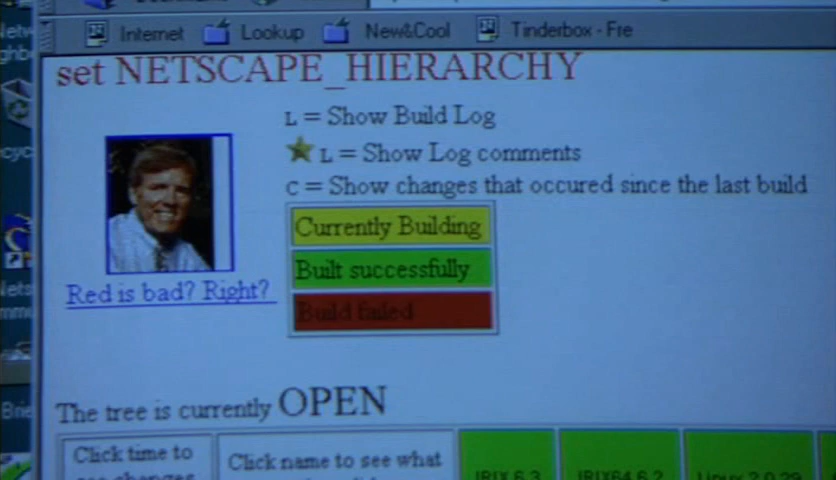 Internet Lookup New&Cool Tinderbox - Fre
set NETSCAPE_HIERARCHY
L = Show Build Log
L = Show Log comments
C = Show changes that occured since the last build
Currently Building
Built successfully
Build failed
Red is bad? Right?
The tree is currently OPEN
Click time to
see changes
Click name to see what
IRIX 6.3
IRIX64 6.2
Linux 2.0.29